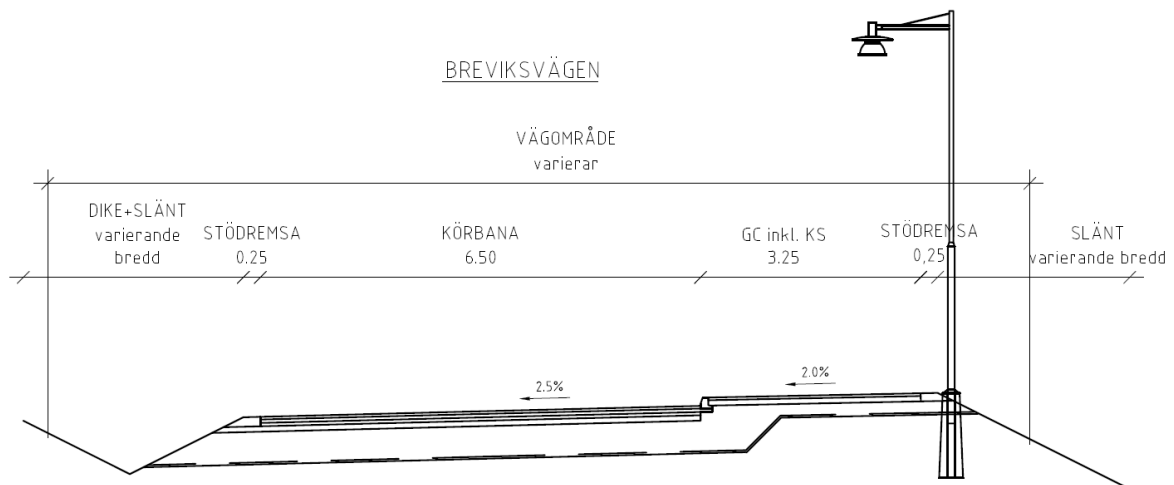 BREVIKSVÄGEN
VÄGOMRÅDE
varierar
DIKE+SLÄNT
varierande
bredd
STÖDREMSA
0.25
KÖRBANA
6.50
GC inkl. KS
3.25
STÖDREMSA
0,25
SLÄNT
varierande bredd
2.5%
2.0%